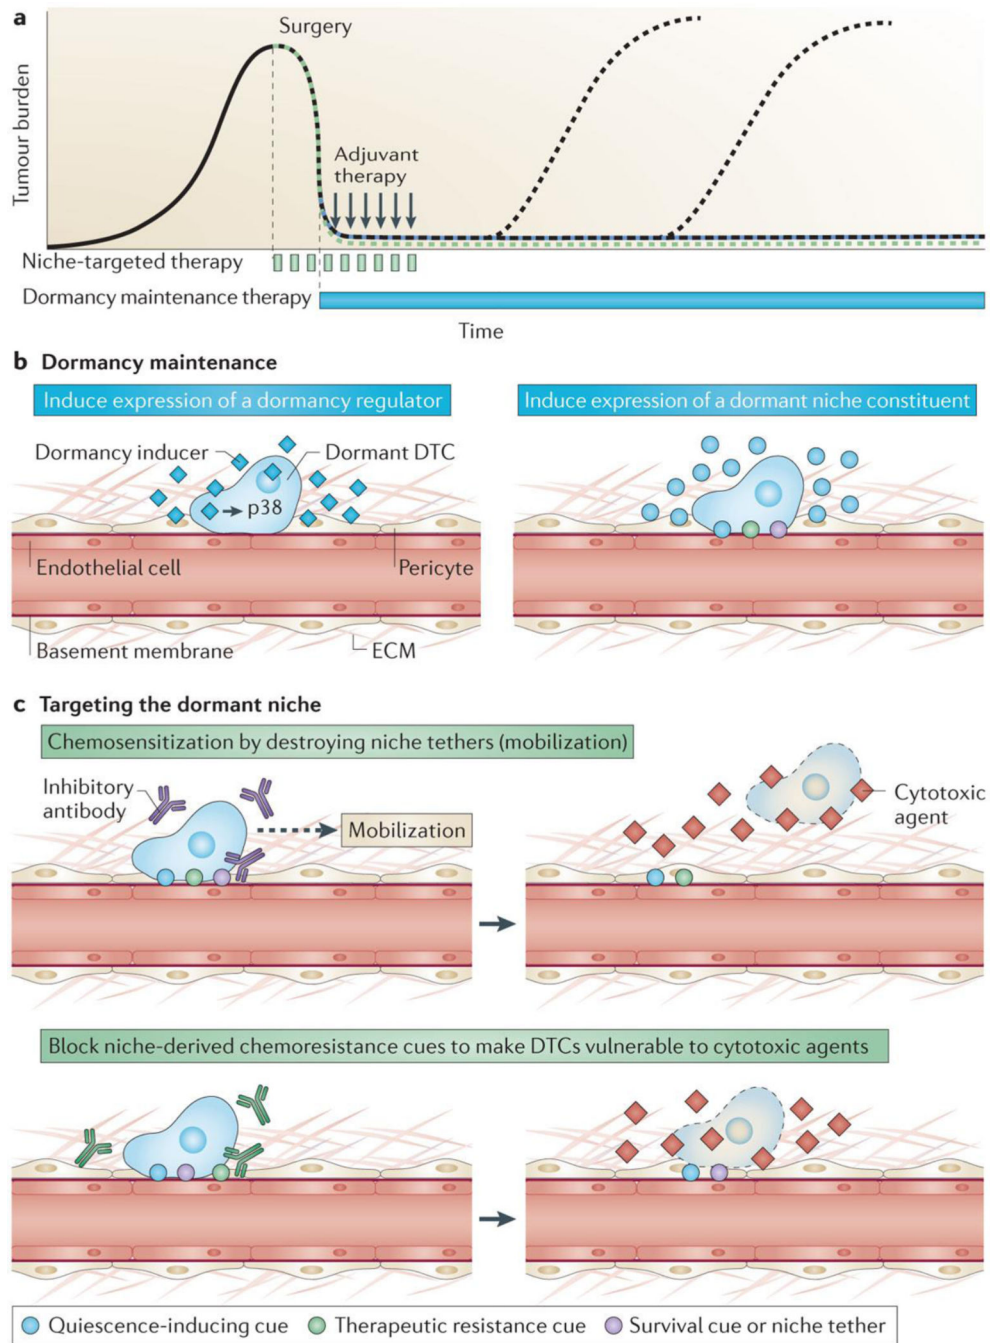 a
Surgery
Tumour burden
Adjuvant
therapy
Niche-targeted therapy
Dormancy maintenance therapy
Time
b Dormancy maintenance
Induce expression of a dormancy regulator
Induce expression of a dormant niche constituent
Dormancy inducer
Dormant DTC
p38
Endothelial cell
Pericyte
Basement membrane
ECM
c Targeting the dormant niche
Chemosensitization by destroying niche tethers (mobilization)
Inhibitory
antibody
Mobilization
Cytotoxic
agent
Block niche-derived chemoresistance cues to make DTCs vulnerable to cytotoxic agents
Quiescence-inducing cue
Therapeutic resistance cue
Survival cue or niche tether